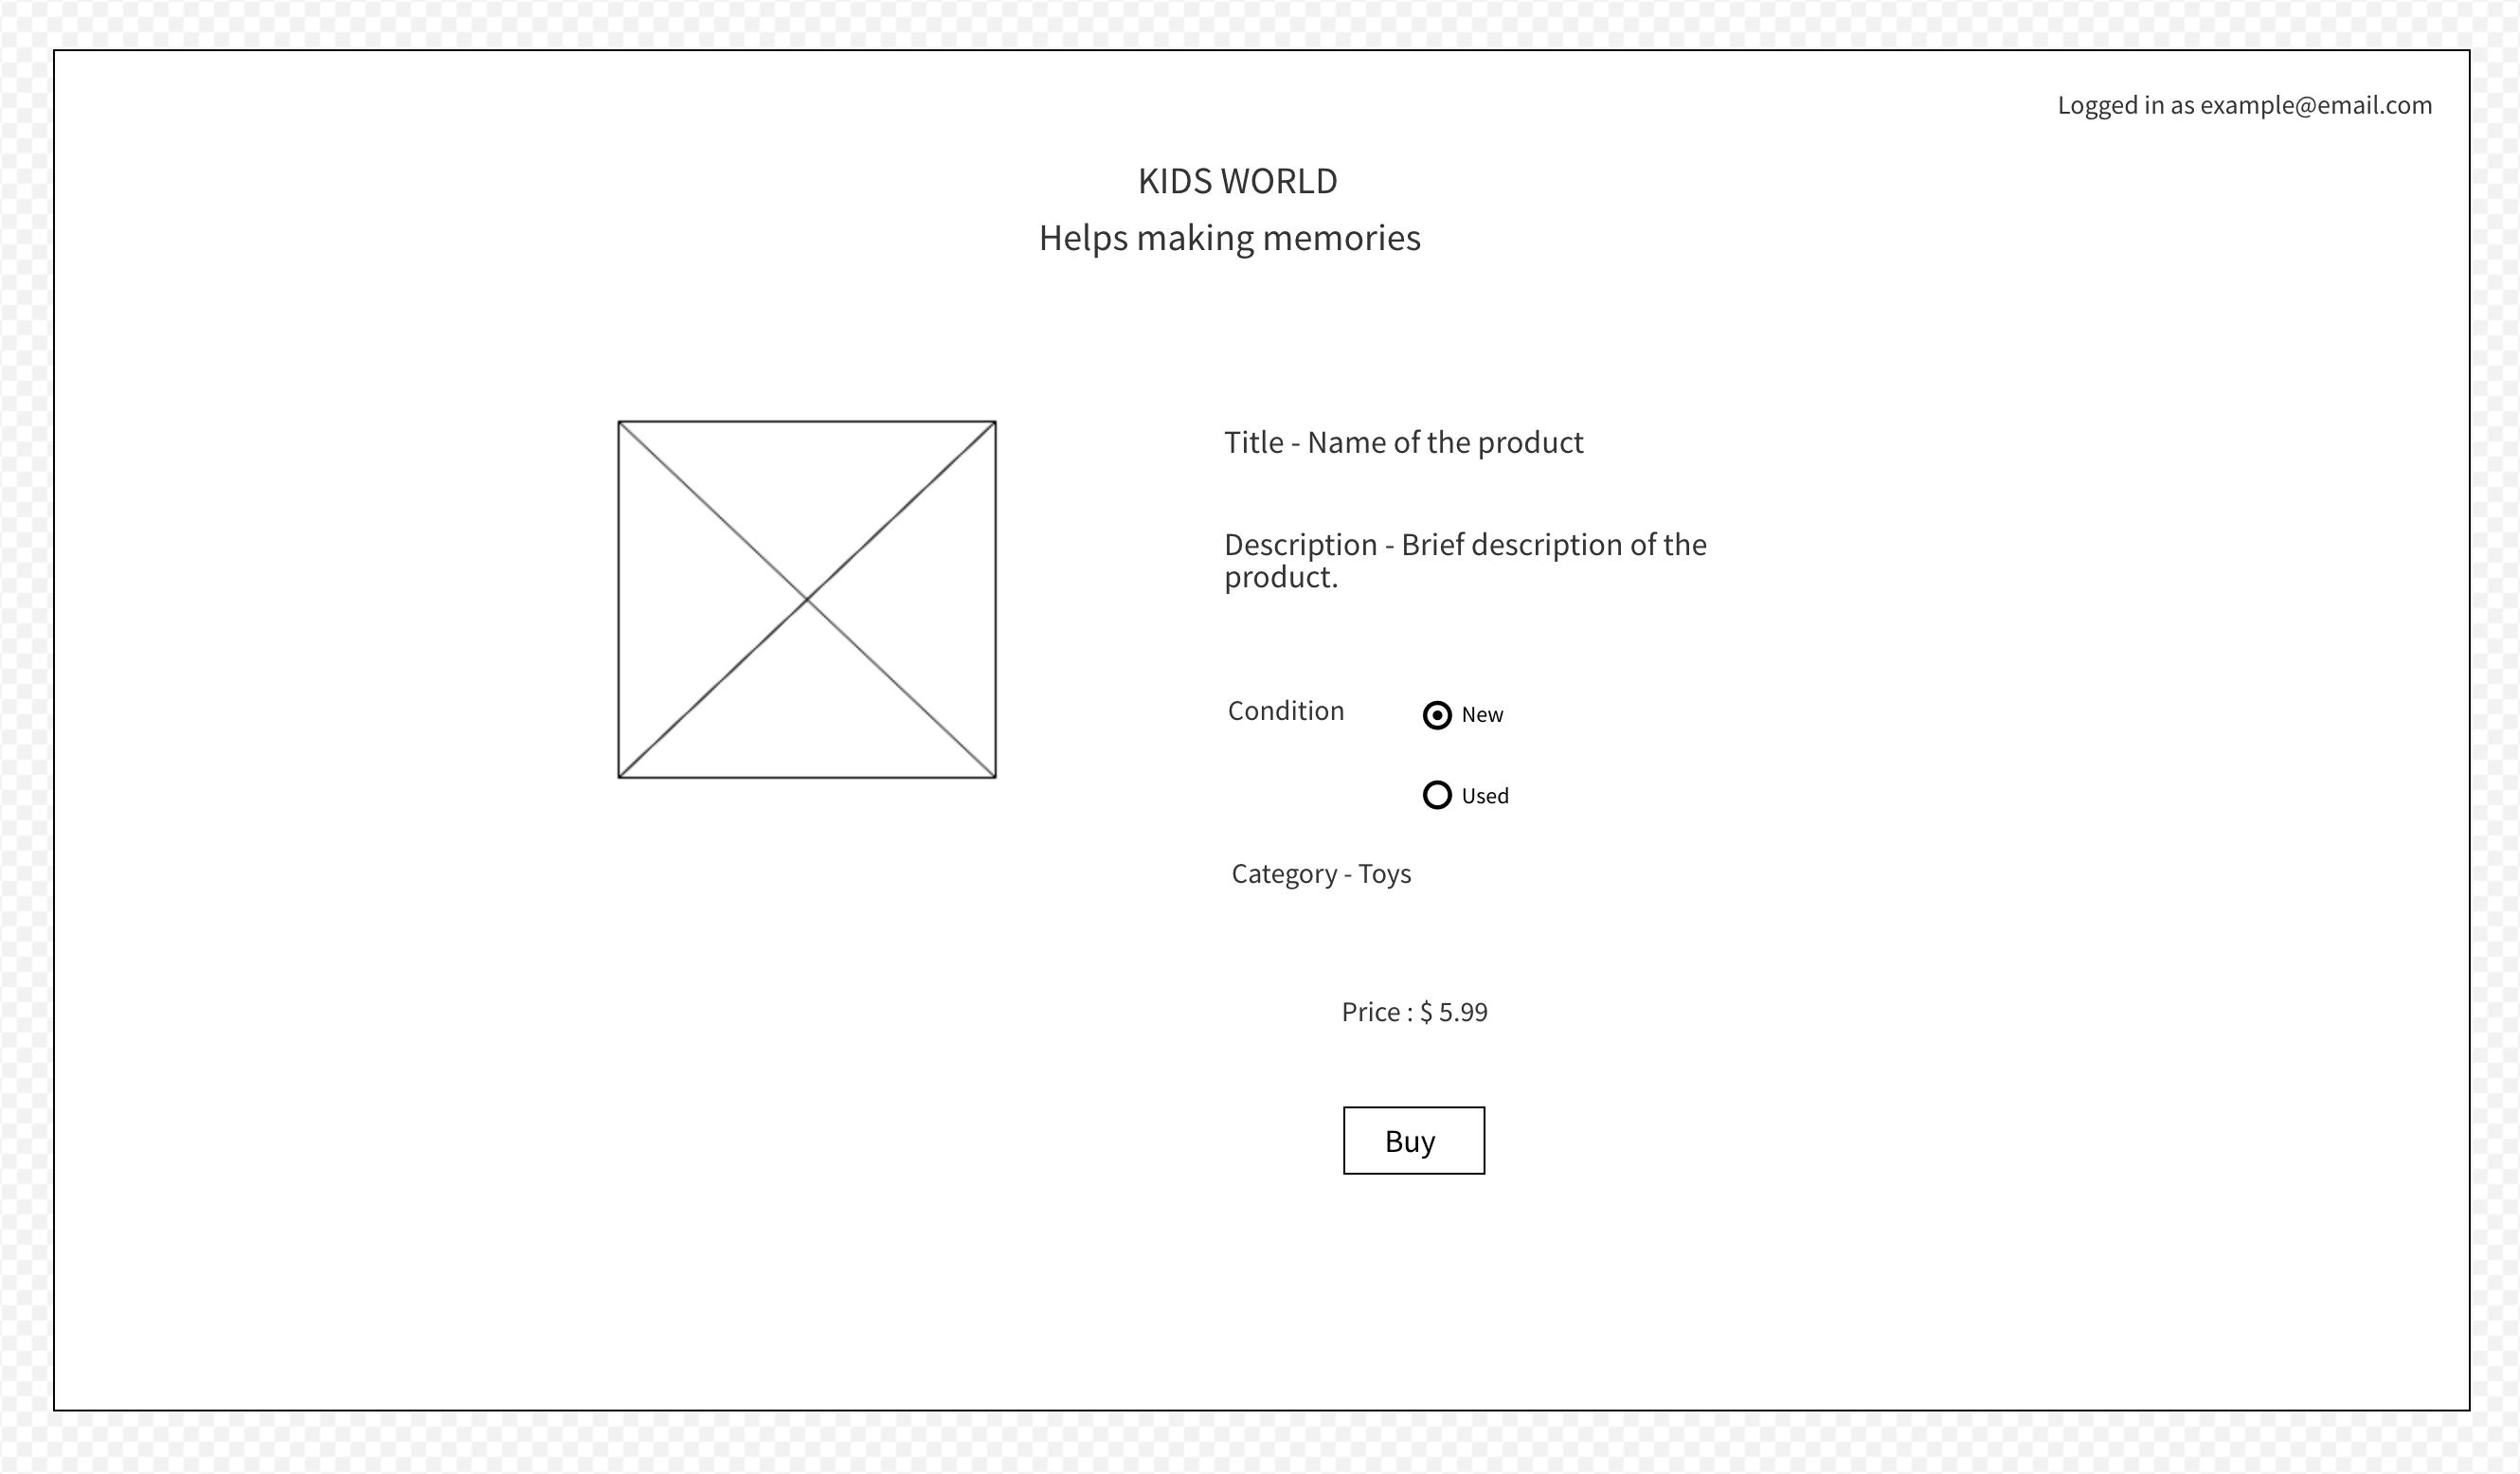 Logged in as example@email.com
KIDS WORLD
Helps making memories
Title - Name of the product
Description - Brief description of the
product.
Condition
New
Used
Category - Toys
Price : $ 5.99
Buy